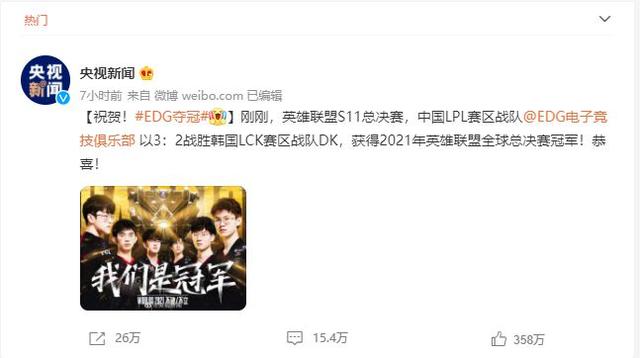 热门
央视新闻
央视
新闻
7小时前 来自 微博 weibo.com 已编辑
【祝贺！#EDG夺冠#】刚刚，英雄联盟S11总决赛，中国LPL赛区战队@EDG电子竞
技俱乐部 以3：2战胜韩国LCK赛区战队DK，获得2021年英雄联盟全球总决赛冠军！恭
喜！
我们是冠军
26万
15.4万
358万